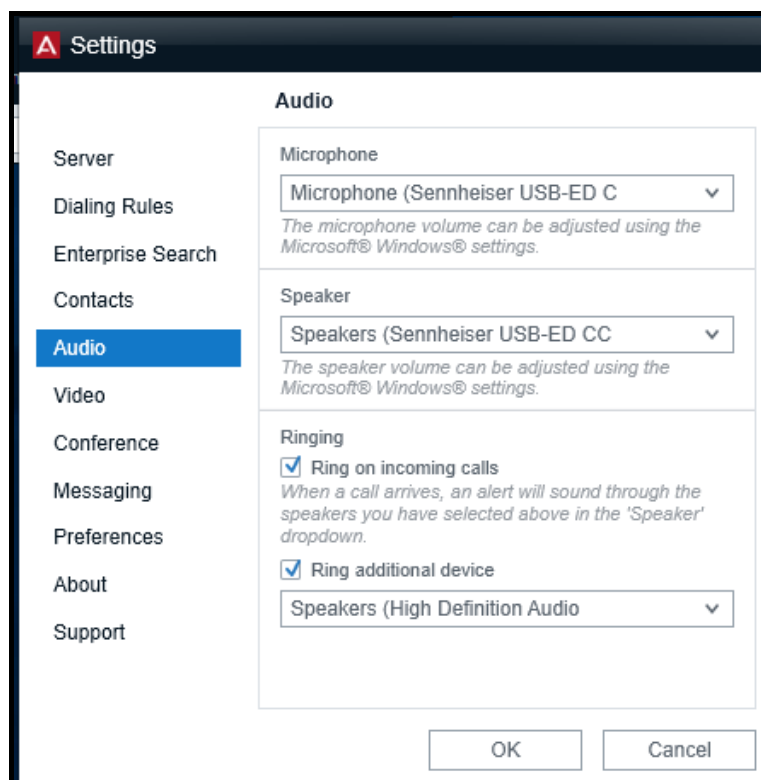 Settings
Audio
Server
Dialing Rules
Enterprise Search
Contacts
Audio
Video
Conference
Messaging
Preferences
About
Support
Microphone
Microphone (Sennheiser USB-ED C
The microphone volume can be adjusted using the
Microsoft® Windows® settings.
Speaker
Speakers (Sennheiser USB-ED CC
The speaker volume can be adjusted using the
Microsoft® Windows® settings.
Ringing
Ring on incoming calls
When a call arrives, an alert will sound through the
speakers you have selected above in the 'Speaker'
dropdown.
Ring additional device
Speakers (High Definition Audio
OK
Cancel